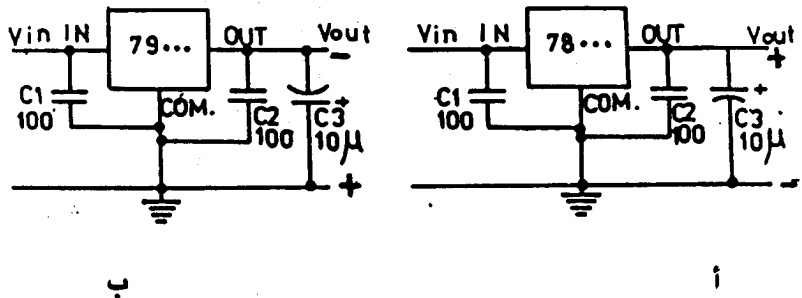 Vin IN 79... OUT Vout
-
C1
100
COM.
C2
100
+
C3
10μ
+
Vin IN 78... OUT Vout
+
C1
100
COM.
C2
100
+
C3
10μ
-
ب
أ